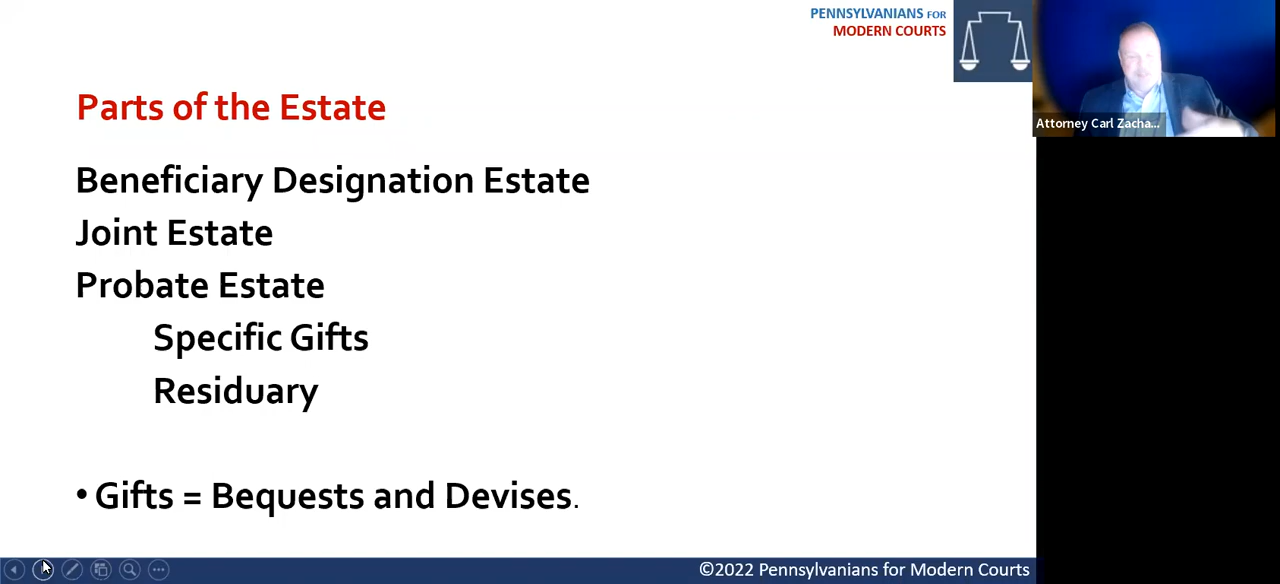 PENNSYLVANIANS FOR
MODERN COURTS
Attorney Carl Zacha...
Parts of the Estate
Beneficiary Designation Estate
Joint Estate
Probate Estate
Specific Gifts
Residuary
• Gifts = Bequests and Devises.
©2022 Pennsylvanians for Modern Courts